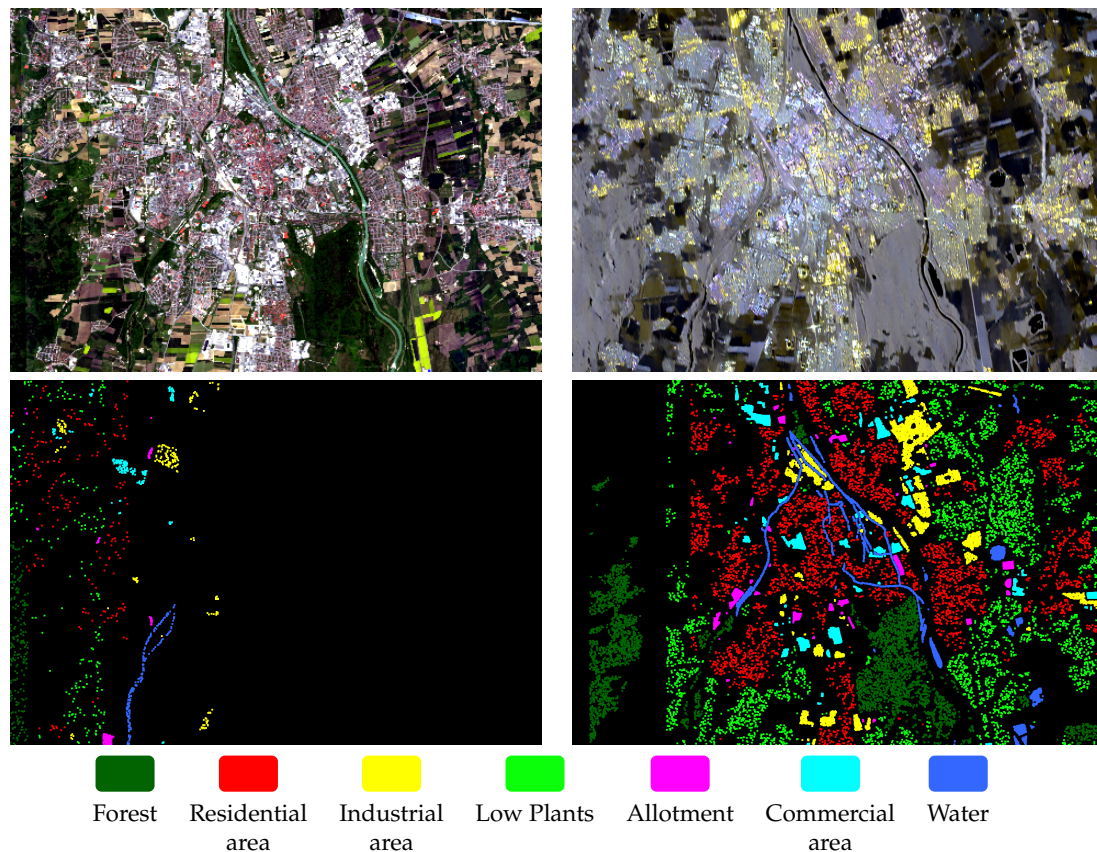 Forest
Residential
area
Industrial
area
Low Plants
Allotment
Commercial
area
Water